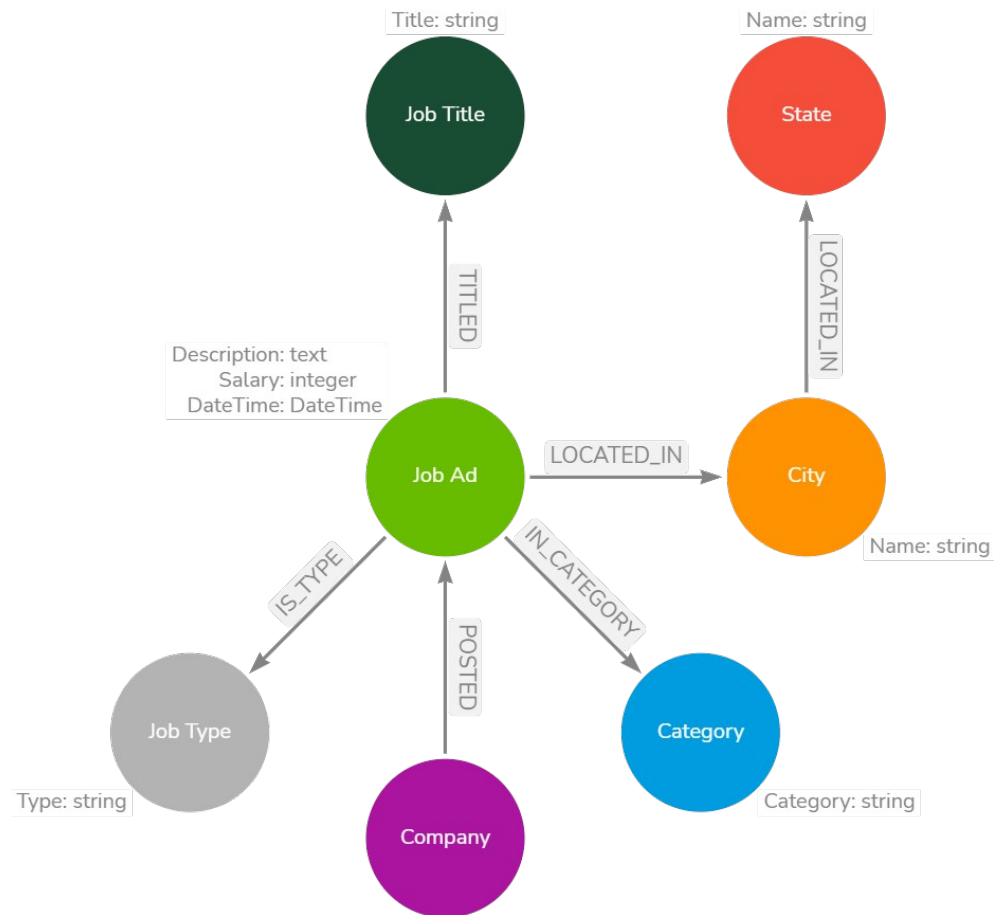 Title: string
Name: string
Job Title
State
TITLED
LOCATED_IN
Description: text
Salary: integer
DateTime: DateTime
LOCATED_IN
Job Ad
City
Name: string
IS_TYPE
IN_CATEGORY
POSTED
Job Type
Category
Type: string
Category: string
Company